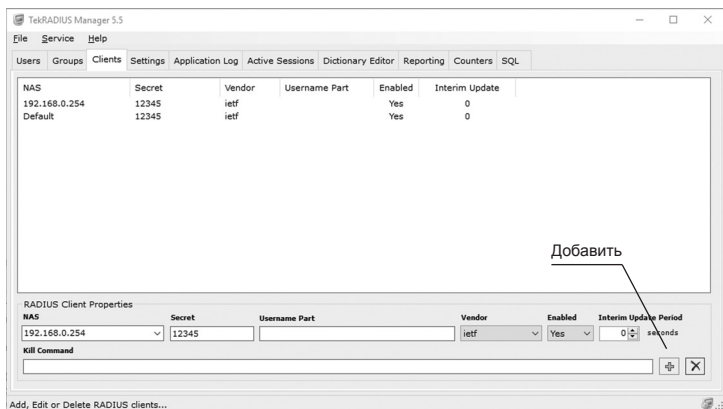 TekRADIUS Manager 5.5
File Service Help
Users Groups Clients Settings Application Log Active Sessions Dictionary Editor Reporting Counters SQL
NAS Secret Vendor Username Part Enabled Interim Update
192.168.0.254 12345 ietf Yes 0
Default 12345 ietf Yes 0
Добавить
RADIUS Client Properties
NAS Secret Username Part Vendor Enabled Interim Update Period
192.168.0.254 12345 ietf Yes 0 seconds
Kill Command
Add, Edit or Delete RADIUS clients...